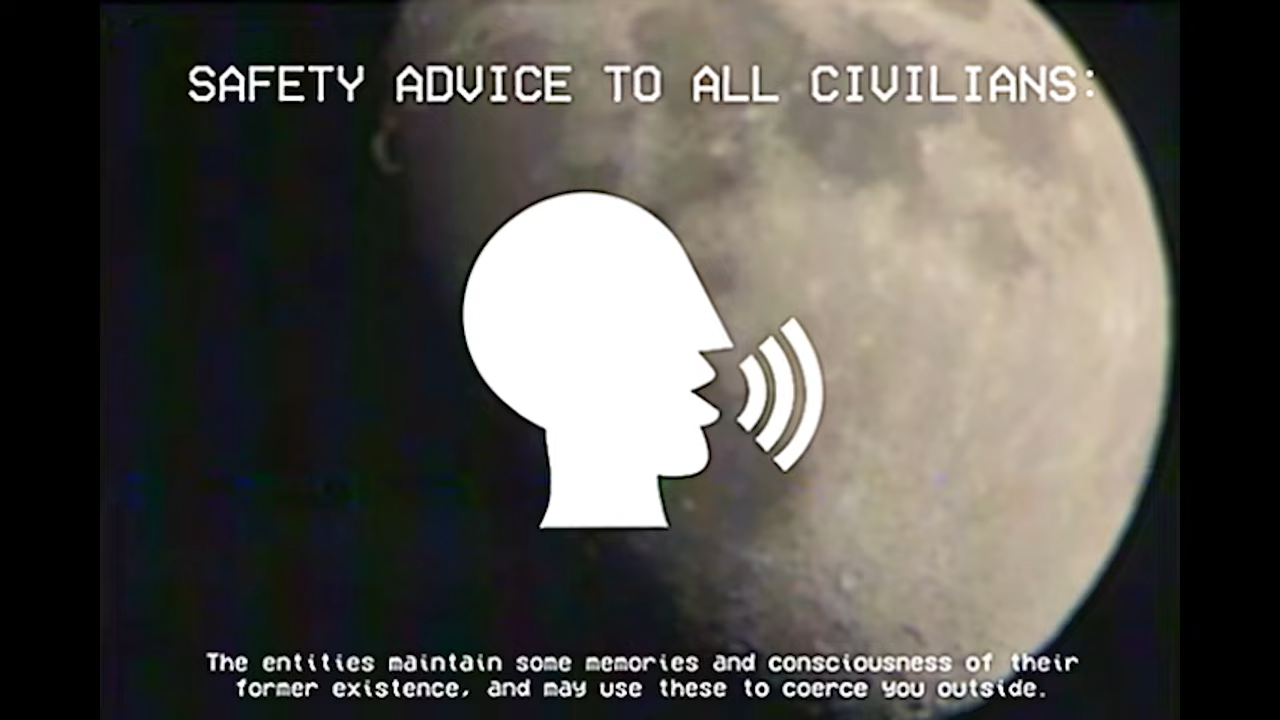 SAFETY ADVICE TO ALL CIVILIANS:
The entities maintain some memories and consciousness of their
former existence, and may use these to coerce you outside.